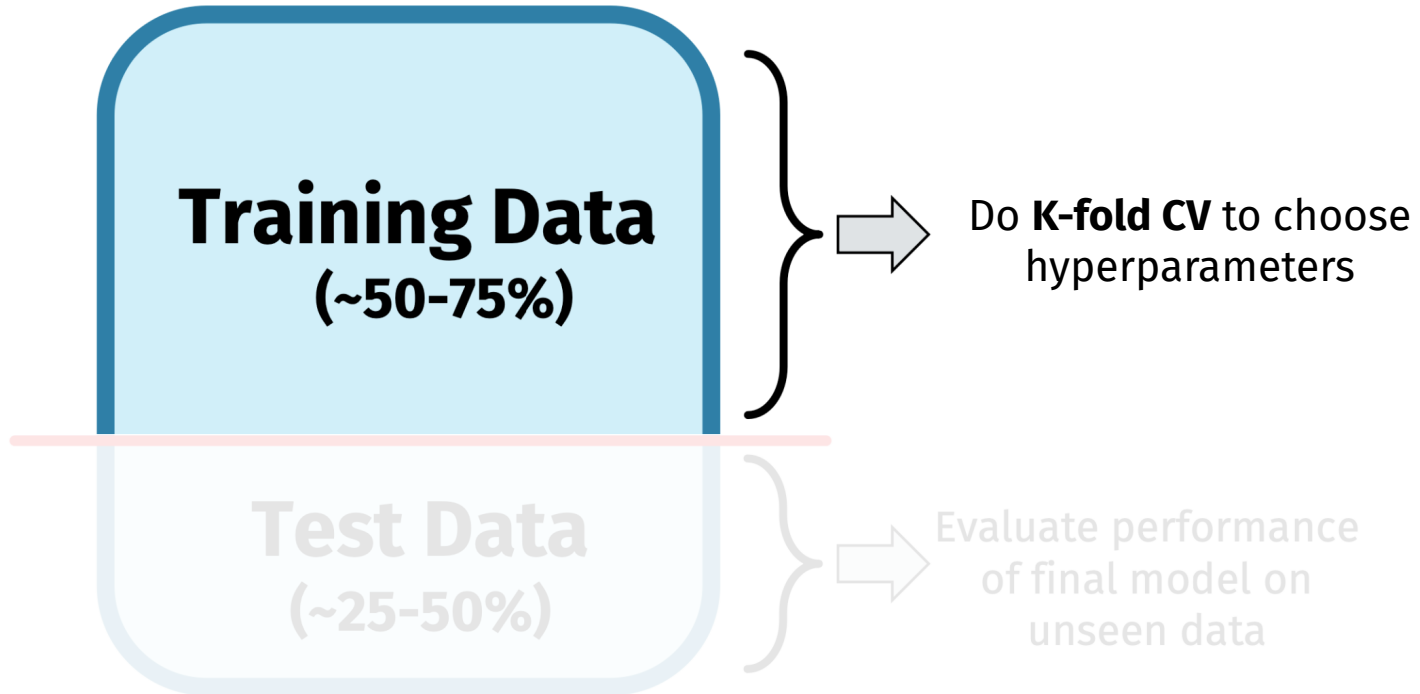 Training Data
(~50-75%)
Do K-fold CV to choose
hyperparameters
Test Data
(~25-50%)
Evaluate performance
of final model on
unseen data